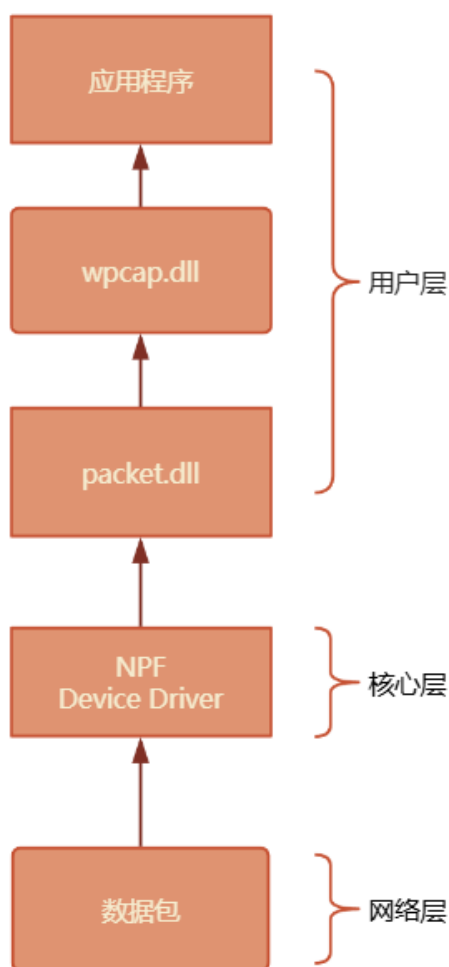 应用程序
wpcap.dll
用户层
packet.dll
NPF
Device Driver
核心层
数据包
网络层